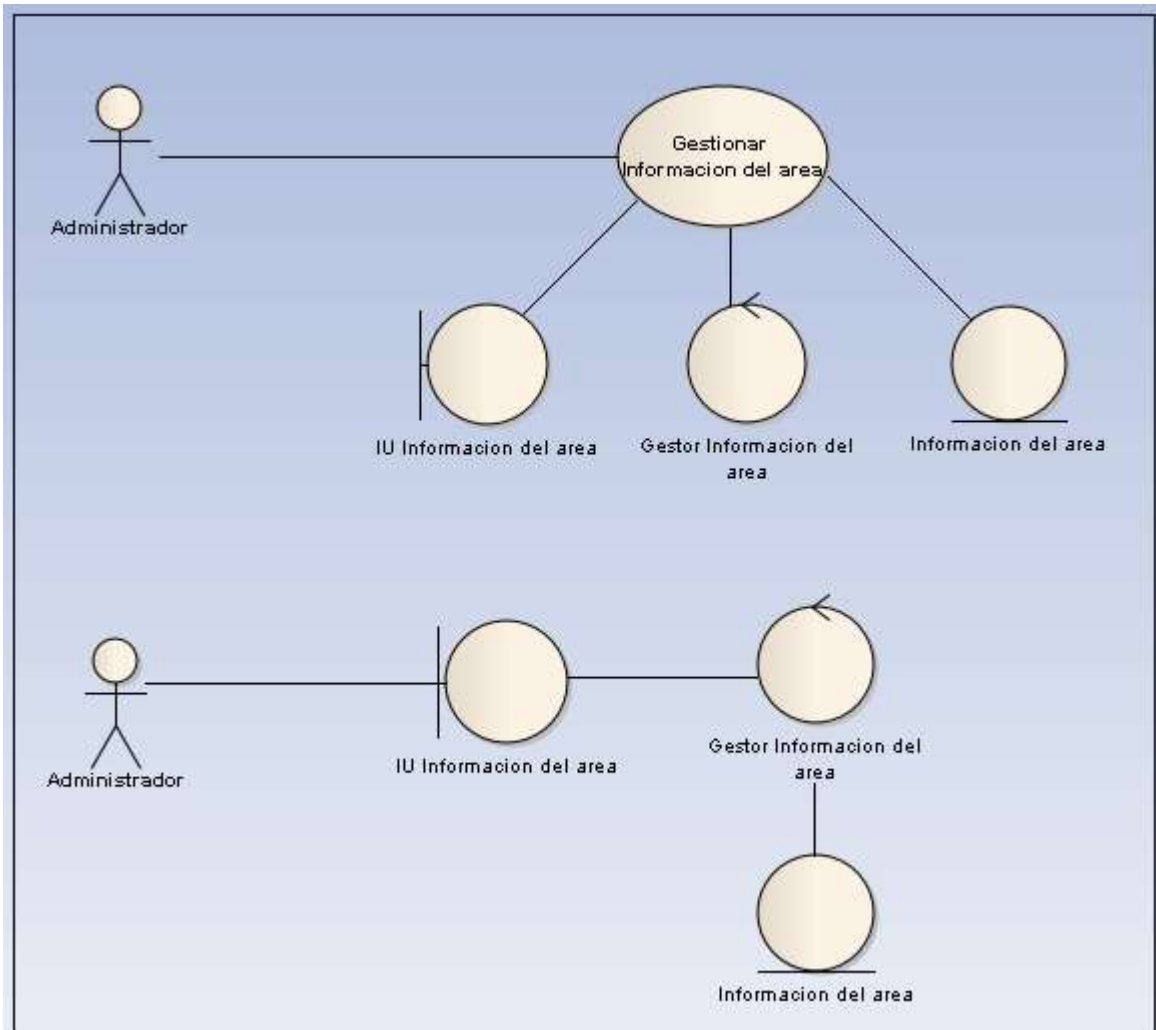 Gestionar
Informacion del area
Administrador
IU Informacion del area
Gestor Informacion del
area
Informacion del area
Administrador
IU Informacion del area
Gestor Informacion del
area
Informacion del area